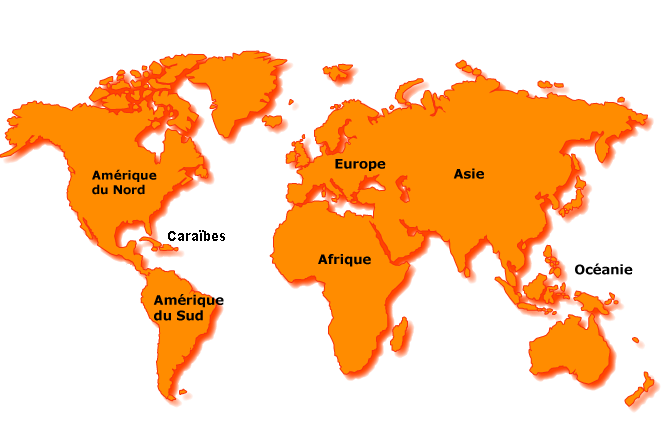 Amérique
du Nord
Europe
Asie
Caraïbes
Afrique
Océanie
Amérique
du Sud